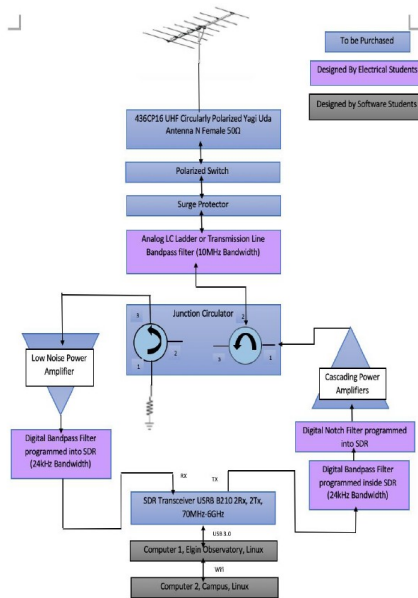 To be Purchased
Designed By Electrical Students
Designed by Software Students
436CP16 UHF Circularly Polarized Yagi Uda
Antenna N Female 50Ω
Polarized Switch
Surge Protector
Analog LC Ladder or Transmission Line
Bandpass filter (10MHz Bandwidth)
Junction Circulator
3
2
1
2
3
1
Low Noise Power
Amplifier
Cascading Power
Amplifiers
Digital Bandpass Filter
programmed into SDR
(24kHz Bandwidth)
Digital Notch Filter programmed
into SDR
Digital Bandpass Filter
programmed inside SDR
(24kHz Bandwidth)
RX
TX
SDR Transceiver USRB B210 2Rx, 2Tx,
70MHz-6GHz
USB 3.0
Computer 1, Elgin Observatory, Linux
WIFI
Computer 2, Campus, Linux